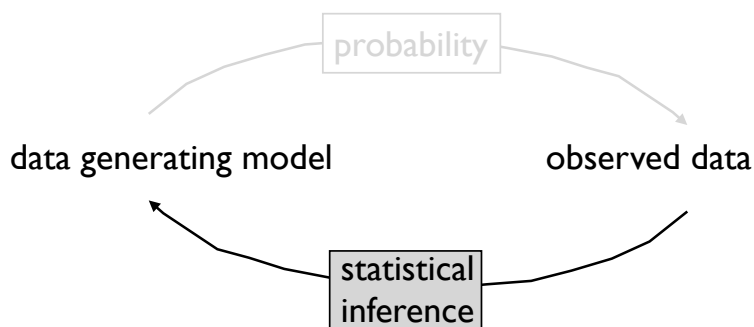 probability
data generating model
observed data
statistical
inference